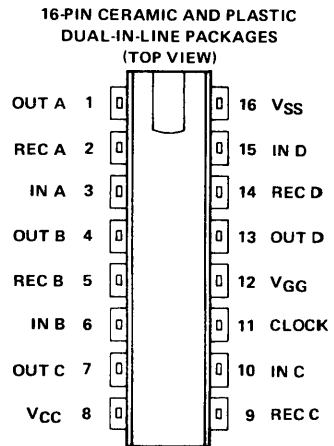 16-PIN CERAMIC AND PLASTIC
DUAL-IN-LINE PACKAGES
(TOP VIEW)
OUT A 1 16 VSS
REC A 2 15 IN D
IN A 3 14 REC D
OUT B 4 13 OUT D
REC B 5 12 VGG
IN B 6 11 CLOCK
OUT C 7 10 IN C
VCC 8 9 REC C